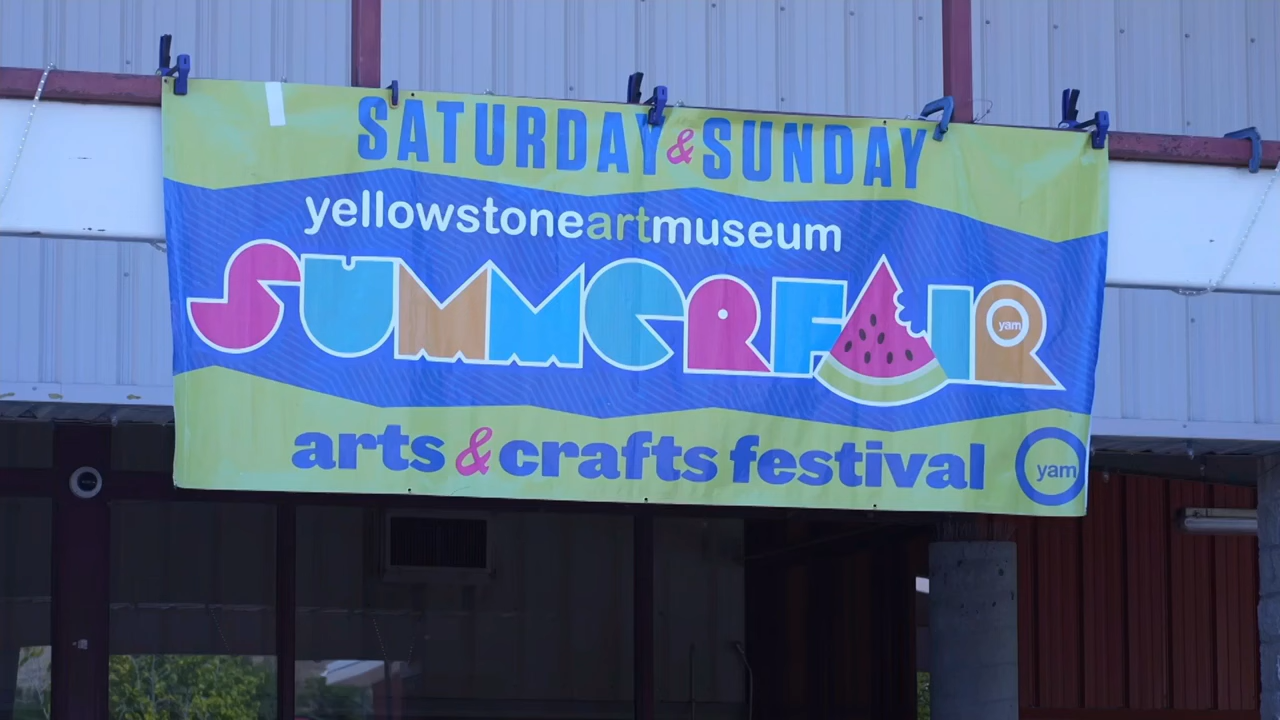 SATURDAY & SUNDAY
yellowstoneartmuseum
SUMMERFAIR
yam
arts & crafts festival
yam